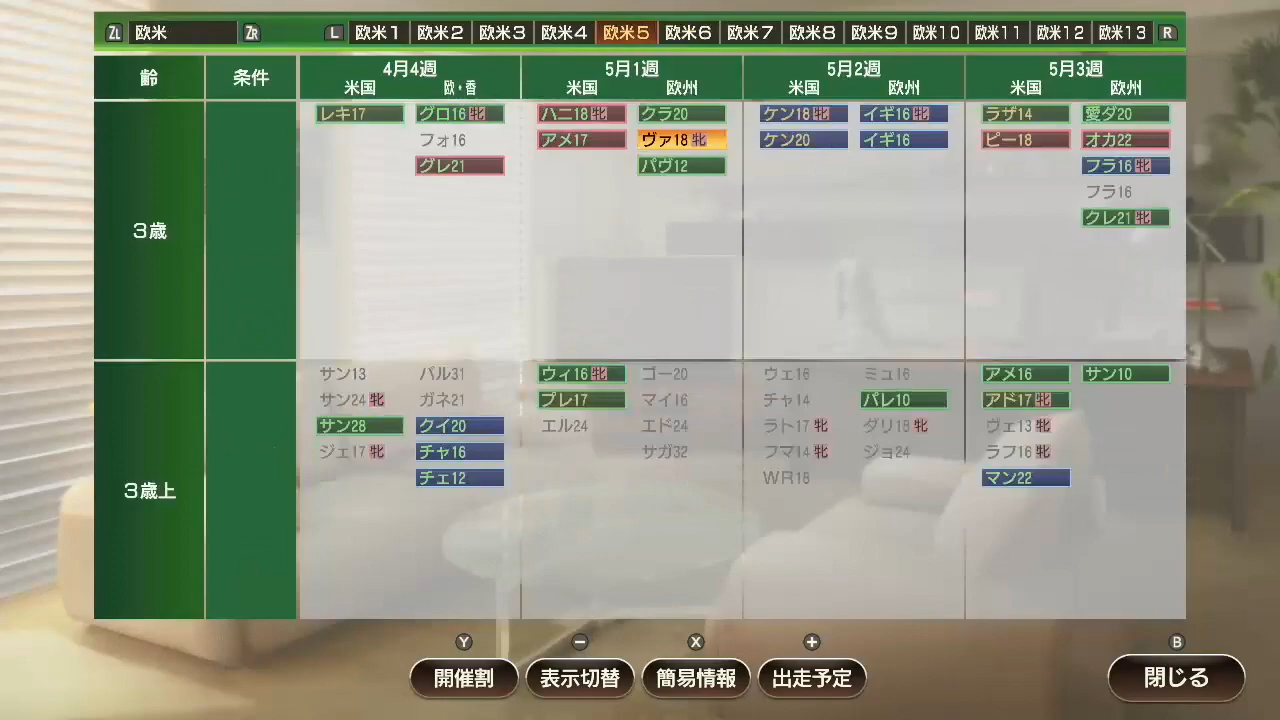 ZL 欧米 ZR L 欧米1 欧米2 欧米3 欧米4 欧米5 欧米6 欧米7 欧米8 欧米9 欧米10 欧米11 欧米12 欧米13 R
齢 条件 4月4週 5月1週 5月2週 5月3週
米国 欧・香 米国 欧州 米国 欧州 米国 欧州
3歳
レキ17 グロ16牝 ハニ18牝 クラ20 ケン18牝 イギ16牝 ラザ14 愛ダ20
フォ16 アメ17 ヴァ18牝 ケン20 イギ16 ピー18 オカ22
グレ21 パヴ12 フラ16牝
フラ16
クレ21牝
3歳上
サン13 パル31 ウィ16牝 ゴー20 ウェ16 ミュ16 アメ16 サン10
サン24牝 ガネ21 プレ17 マイ16 チャ14 パレ10 アド17牝
サン28 クイ20 エル24 エド24 ラト17牝 ダリ18牝 ヴェ13牝
ジェ17牝 チャ16 サガ32 フマ14牝 ジョ24 ラフ16牝
チェ12 WR16 マン22
Y − X + B
開催割 表示切替 簡易情報 出走予定 閉じる